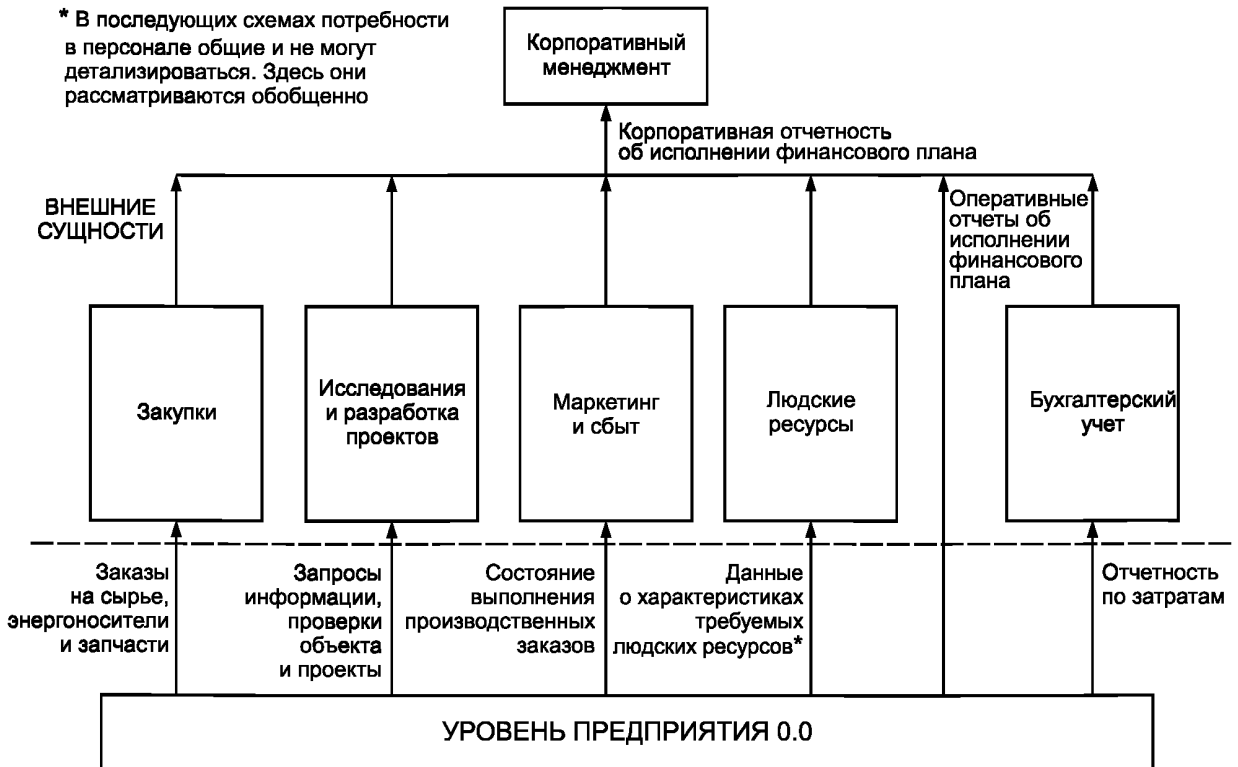 * В последующих схемах потребности
в персонале общие и не могут
детализироваться. Здесь они
рассматриваются обобщенно
Корпоративный
менеджмент
Корпоративная отчетность
об исполнении финансового плана
ВНЕШНИЕ
СУЩНОСТИ
Оперативные
отчеты об
исполнении
финансового
плана
Закупки
Исследования
и разработка
проектов
Маркетинг
и сбыт
Людские
ресурсы
Бухгалтерский
учет
Заказы
на сырье,
энергоносители
и запчасти
Запросы
информации,
проверки
объекта
и проекты
Состояние
выполнения
производственных
заказов
Данные
о характеристиках
требуемых
людских ресурсов*
Отчетность
по затратам
УРОВЕНЬ ПРЕДПРИЯТИЯ 0.0